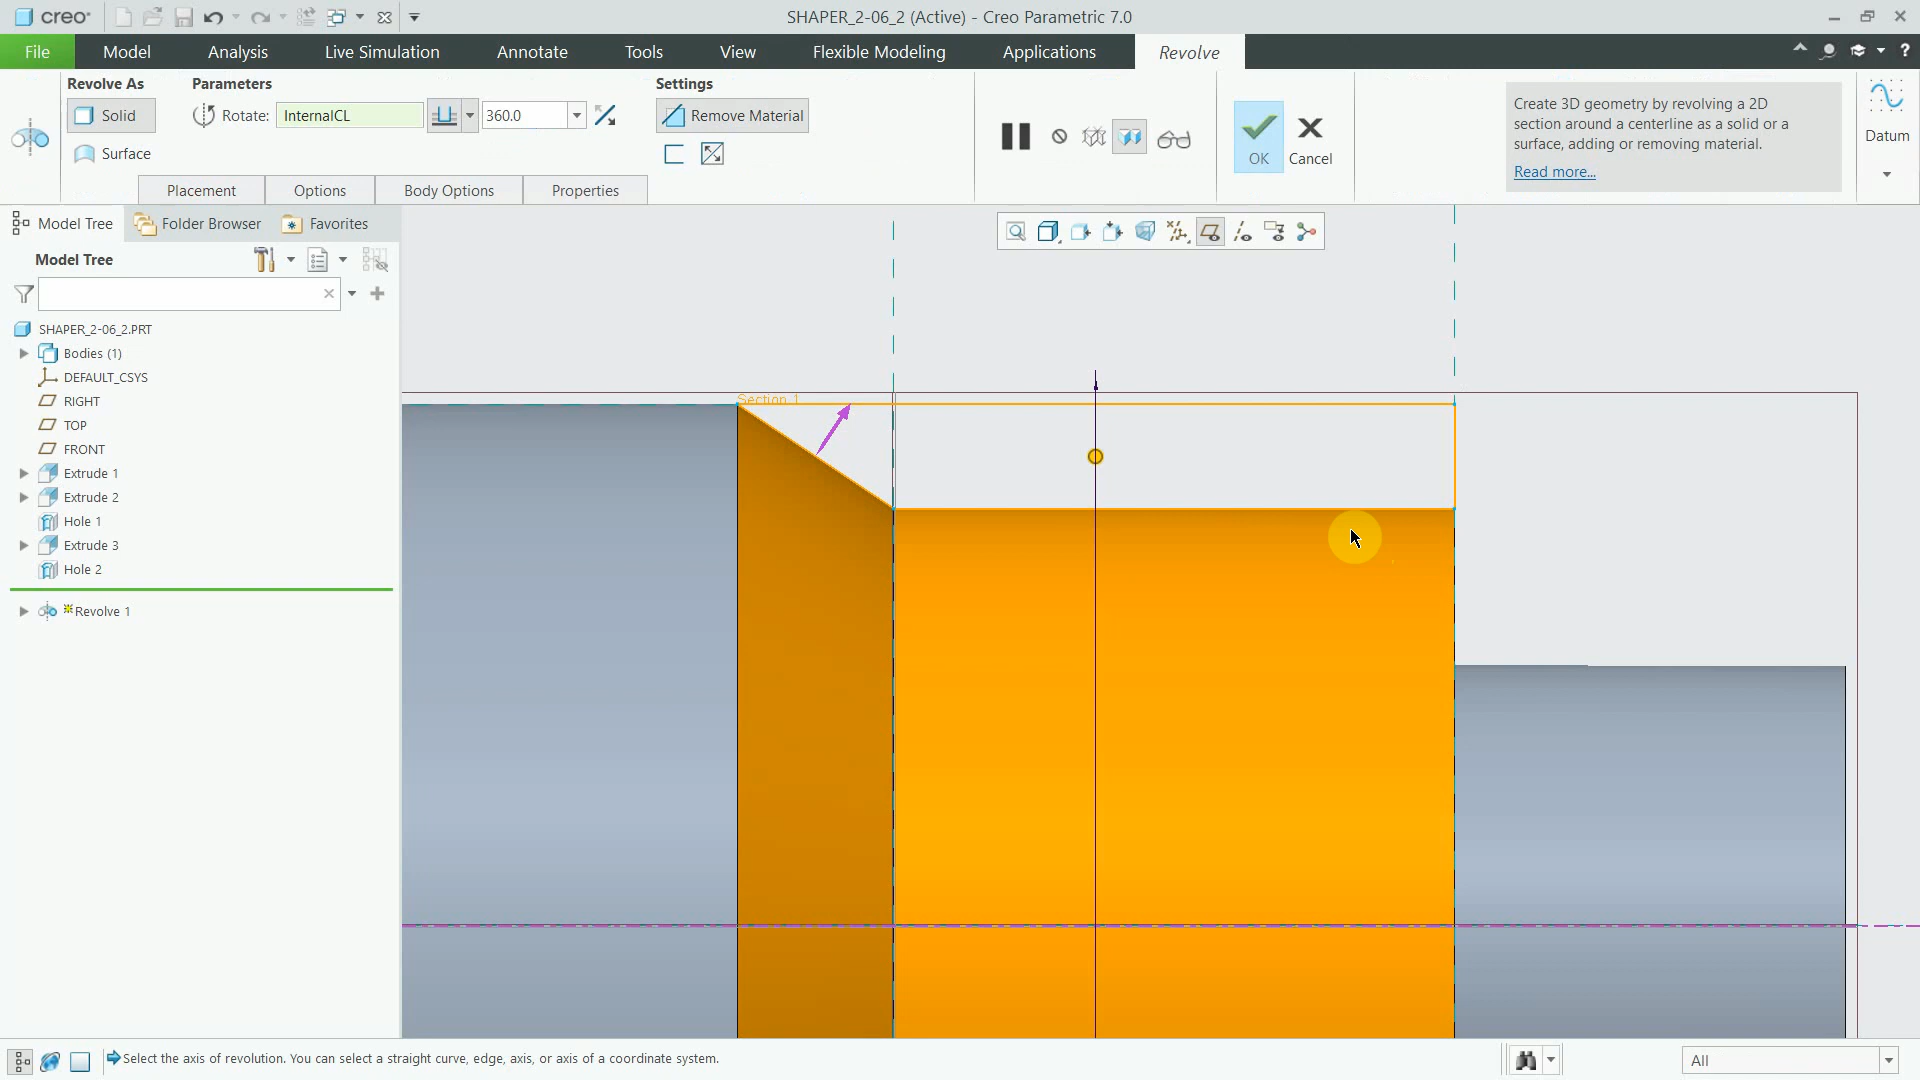 creo
SHAPER_2-06_2 (Active) - Creo Parametric 7.0
File
Model
Analysis
Live Simulation
Annotate
Tools
View
Flexible Modeling
Applications
Revolve
?
Revolve As
Parameters
Settings
Solid
Rotate:
InternalCL
360.0
Remove Material
Surface
OK
Cancel
Create 3D geometry by revolving a 2D
section around a centerline as a solid or a
surface, adding or removing material.
Read more...
Datum
Placement
Options
Body Options
Properties
Model Tree
Folder Browser
Favorites
Model Tree
SHAPER_2-06_2.PRT
Bodies (1)
DEFAULT_CSYS
RIGHT
TOP
FRONT
Extrude 1
Extrude 2
Hole 1
Extrude 3
Hole 2
Revolve 1
Section 1
Select the axis of revolution. You can select a straight curve, edge, axis, or axis of a coordinate system.
All